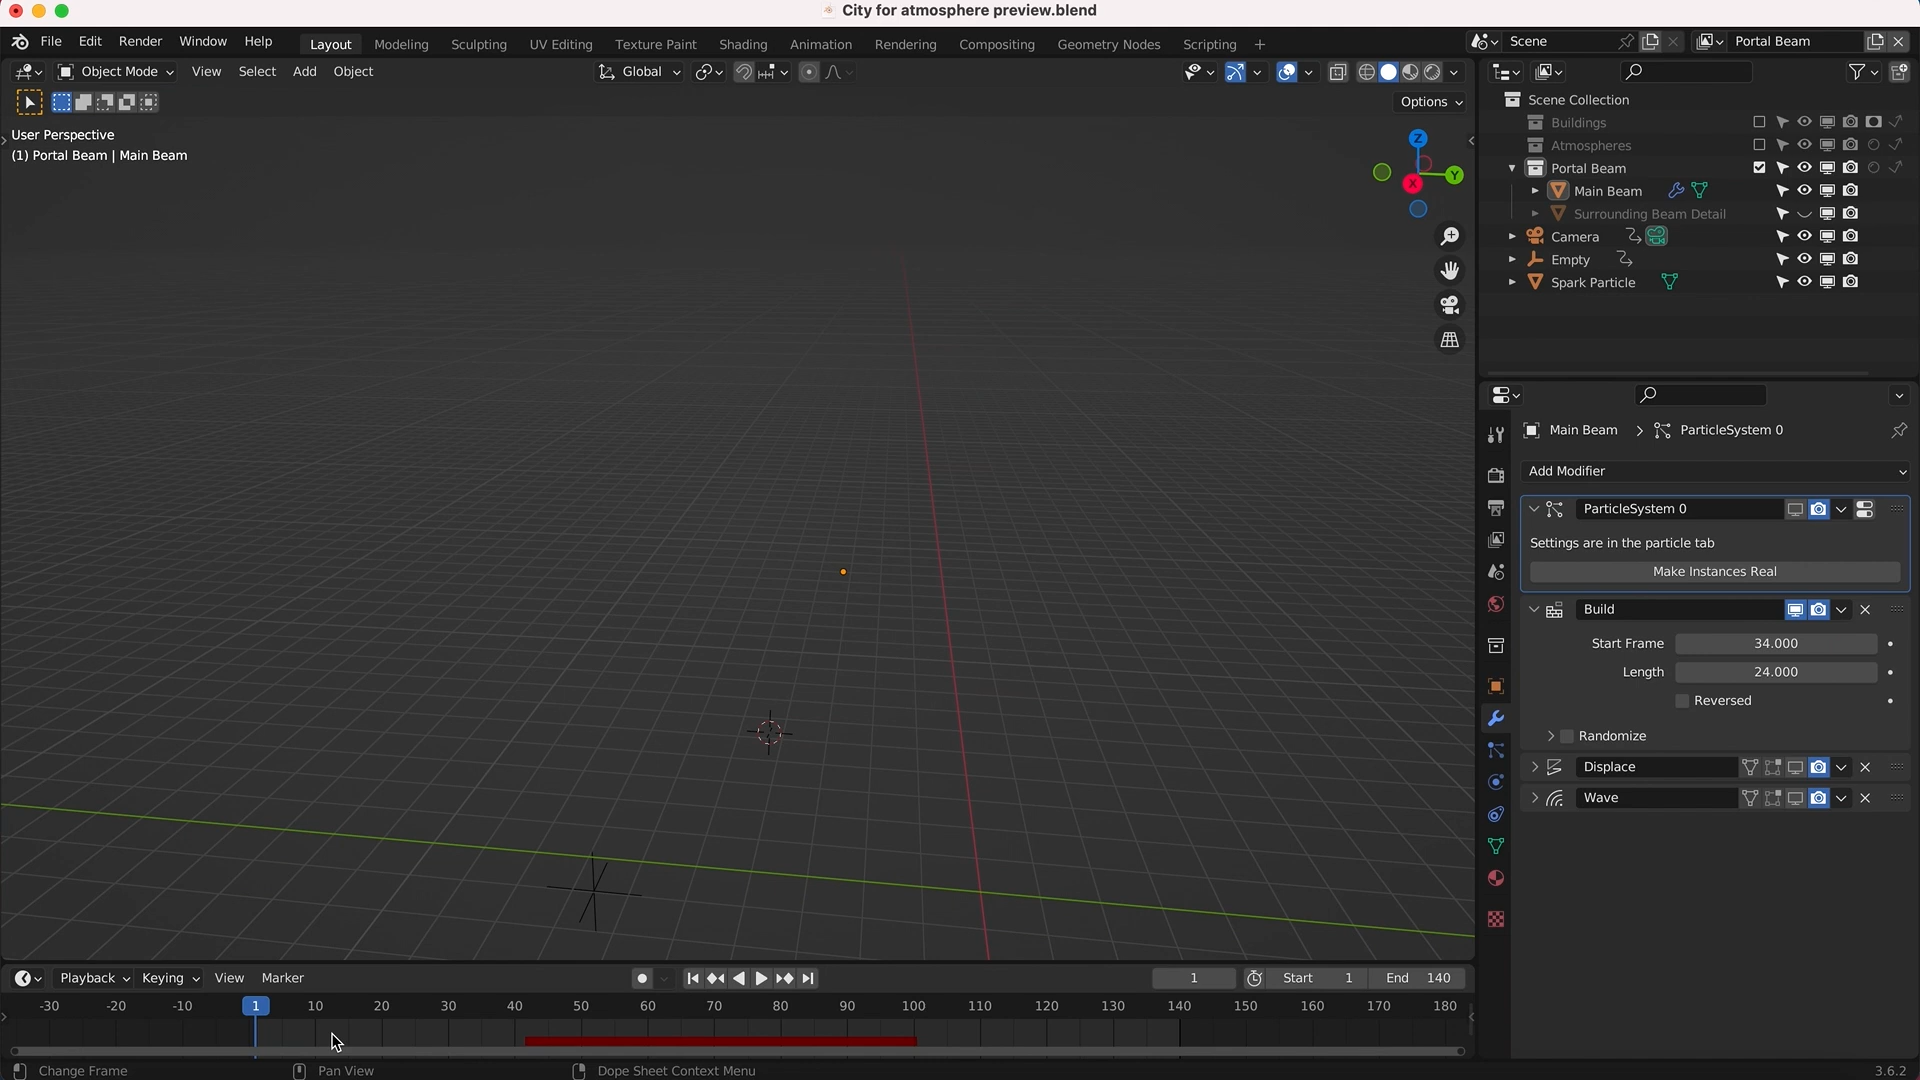 City for atmosphere preview.blend
File Edit Render Window Help Layout Modeling Sculpting UV Editing Texture Paint Shading Animation Rendering Compositing Geometry Nodes Scripting + Scene Portal Beam
Object Mode View Select Add Object Global
Options
User Perspective
(1) Portal Beam | Main Beam
Z
Y
X
Scene Collection
Buildings
Atmospheres
Portal Beam
Main Beam
Surrounding Beam Detail
Camera
Empty
Spark Particle
Main Beam > ParticleSystem 0
Add Modifier
ParticleSystem 0
Settings are in the particle tab
Make Instances Real
Build
Start Frame 34.000
Length 24.000
Reversed
Randomize
Displace
Wave
Playback Keying View Marker 1 Start 1 End 140
-30 -20 -10 1 10 20 30 40 50 60 70 80 90 100 110 120 130 140 150 160 170 180
Change Frame Pan View Dope Sheet Context Menu 3.6.2